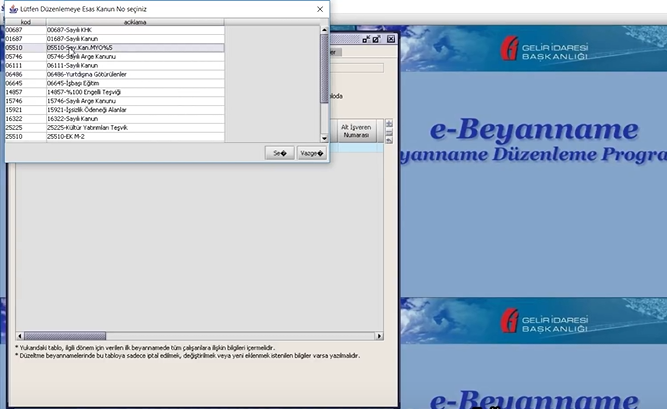 Lütfen Düzenlemeye Esas Kanun No seçiniz
kod açıklama
00687 00687-Sayılı KHK
01687 01687-Sayılı Kanun
05510 05510-Say.Kan.MYO%5
05746 05746-Sayılı Arge Kanunu
06111 06111-Sayılı Kanun
06486 06486-Yurtdışına Götürülenler
06645 06645-İşbaşı Eğitim
14857 14857-%100 Engelli Teşviği
15746 15746-Sayılı Arge Kanunu
15921 15921-İşsizlik Ödeneği Alanlar
16322 16322-Sayılı Kanun
25225 25225-Kültür Yatırımları Teşvik
25510 25510-EK M-2
Se�
Vazge�
ler
oloda
Alt İşveren
Numarası
* Yukarıdaki tablo, ilgili dönem için verilen ilk beyannamede tüm çalışanlara ilişkin bilgileri içermelidir.
* Düzeltme beyannamelerinde bu tabloya sadece iptal edilmek, değiştirilmek veya yeni eklenmek istenilen bilgiler varsa yazılmalıdır.
GELİR İDARESİ
BAŞKANLIĞI
e-Beyanname
eyanname Düzenleme Progra
GELİR İDARESİ
BAŞKANLIĞI
e-Beyanname